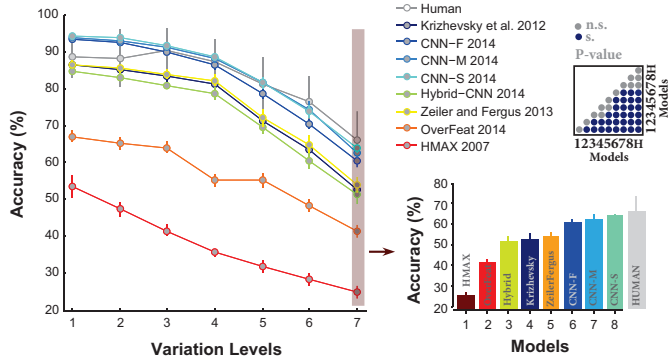 Accuracy (%)
100
90
80
70
60
50
40
30
20
1 2 3 4 5 6 7
Variation Levels
Human
Krizhevsky et al. 2012
CNN-F 2014
CNN-M 2014
CNN-S 2014
Hybrid-CNN 2014
Zeiler and Fergus 2013
OverFeat 2014
HMAX 2007
n.s.
s.
P-value
12345678H
Models
12345678H
Models
Accuracy (%)
80
70
60
50
40
30
20
HMAX
OverFeat
Hybrid
Krizhevsky
ZeilerFergus
CNN-F
CNN-M
CNN-S
HUMAN
1 2 3 4 5 6 7 8
Models